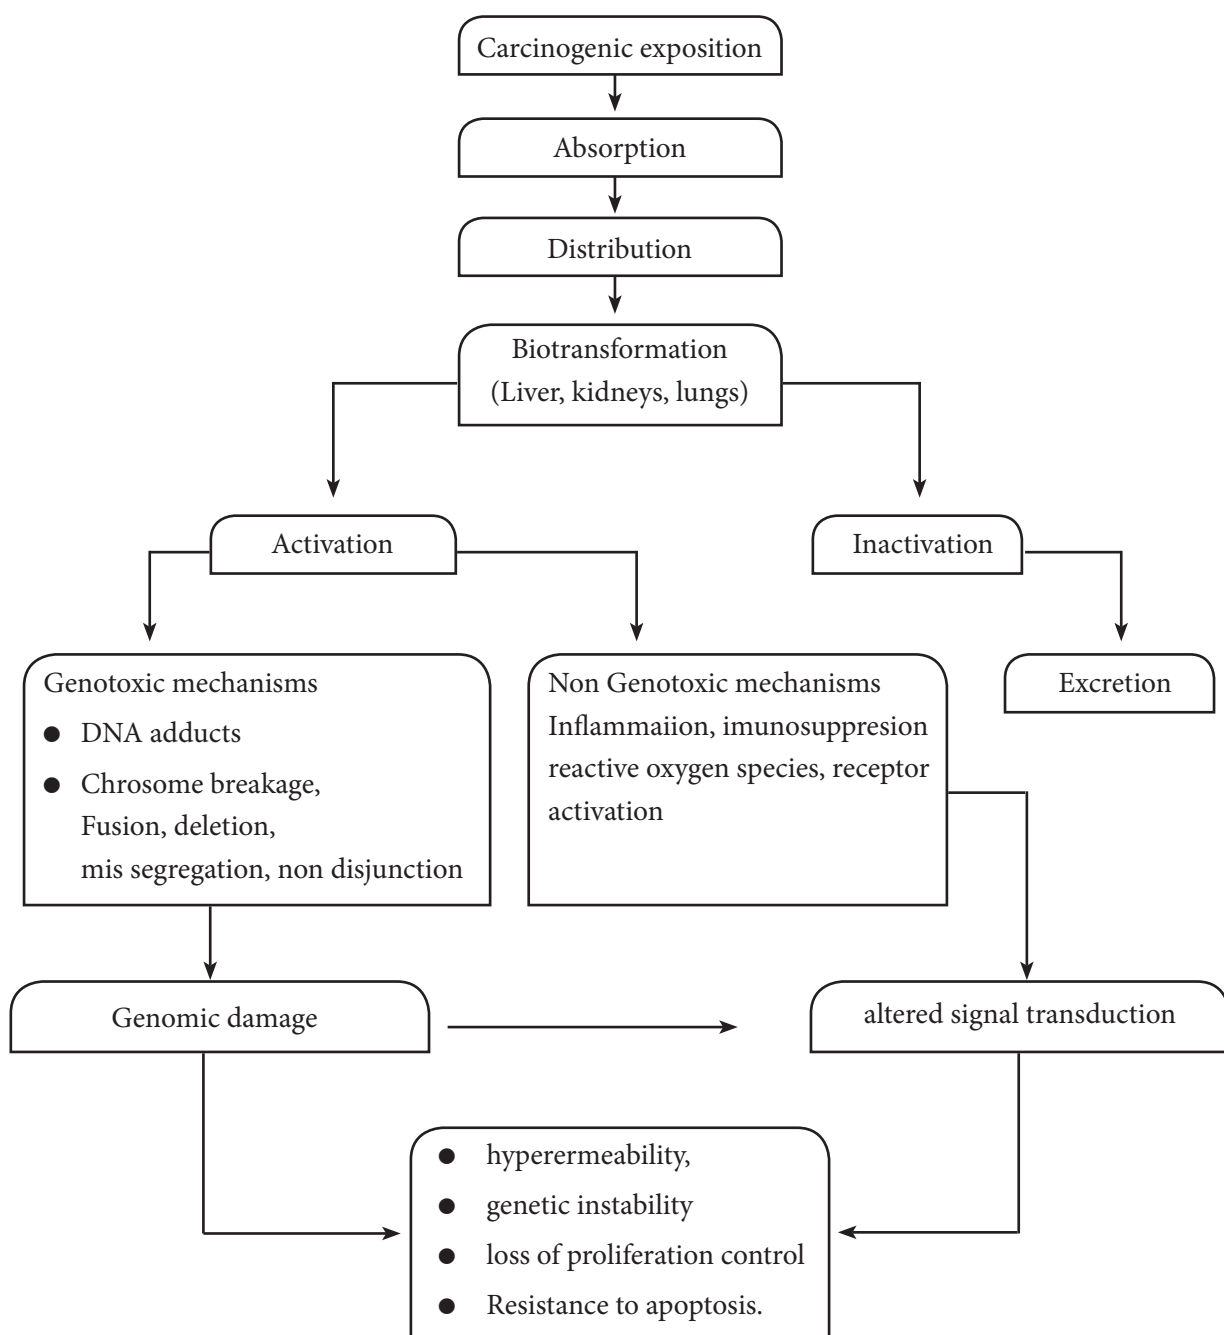 Carcinogenic exposition
Absorption
Distribution
Biotransformation
(Liver, kidneys, lungs)
Activation
Inactivation
Genotoxic mechanisms
● DNA adducts
● Chrosome breakage,
Fusion, deletion,
mis segregation, non disjunction
Non Genotoxic mechanisms
Inflammaiion, imunosuppresion
reactive oxygen species, receptor
activation
Excretion
Genomic damage
altered signal transduction
● hyperermeability,
● genetic instability
● loss of proliferation control
● Resistance to apoptosis.